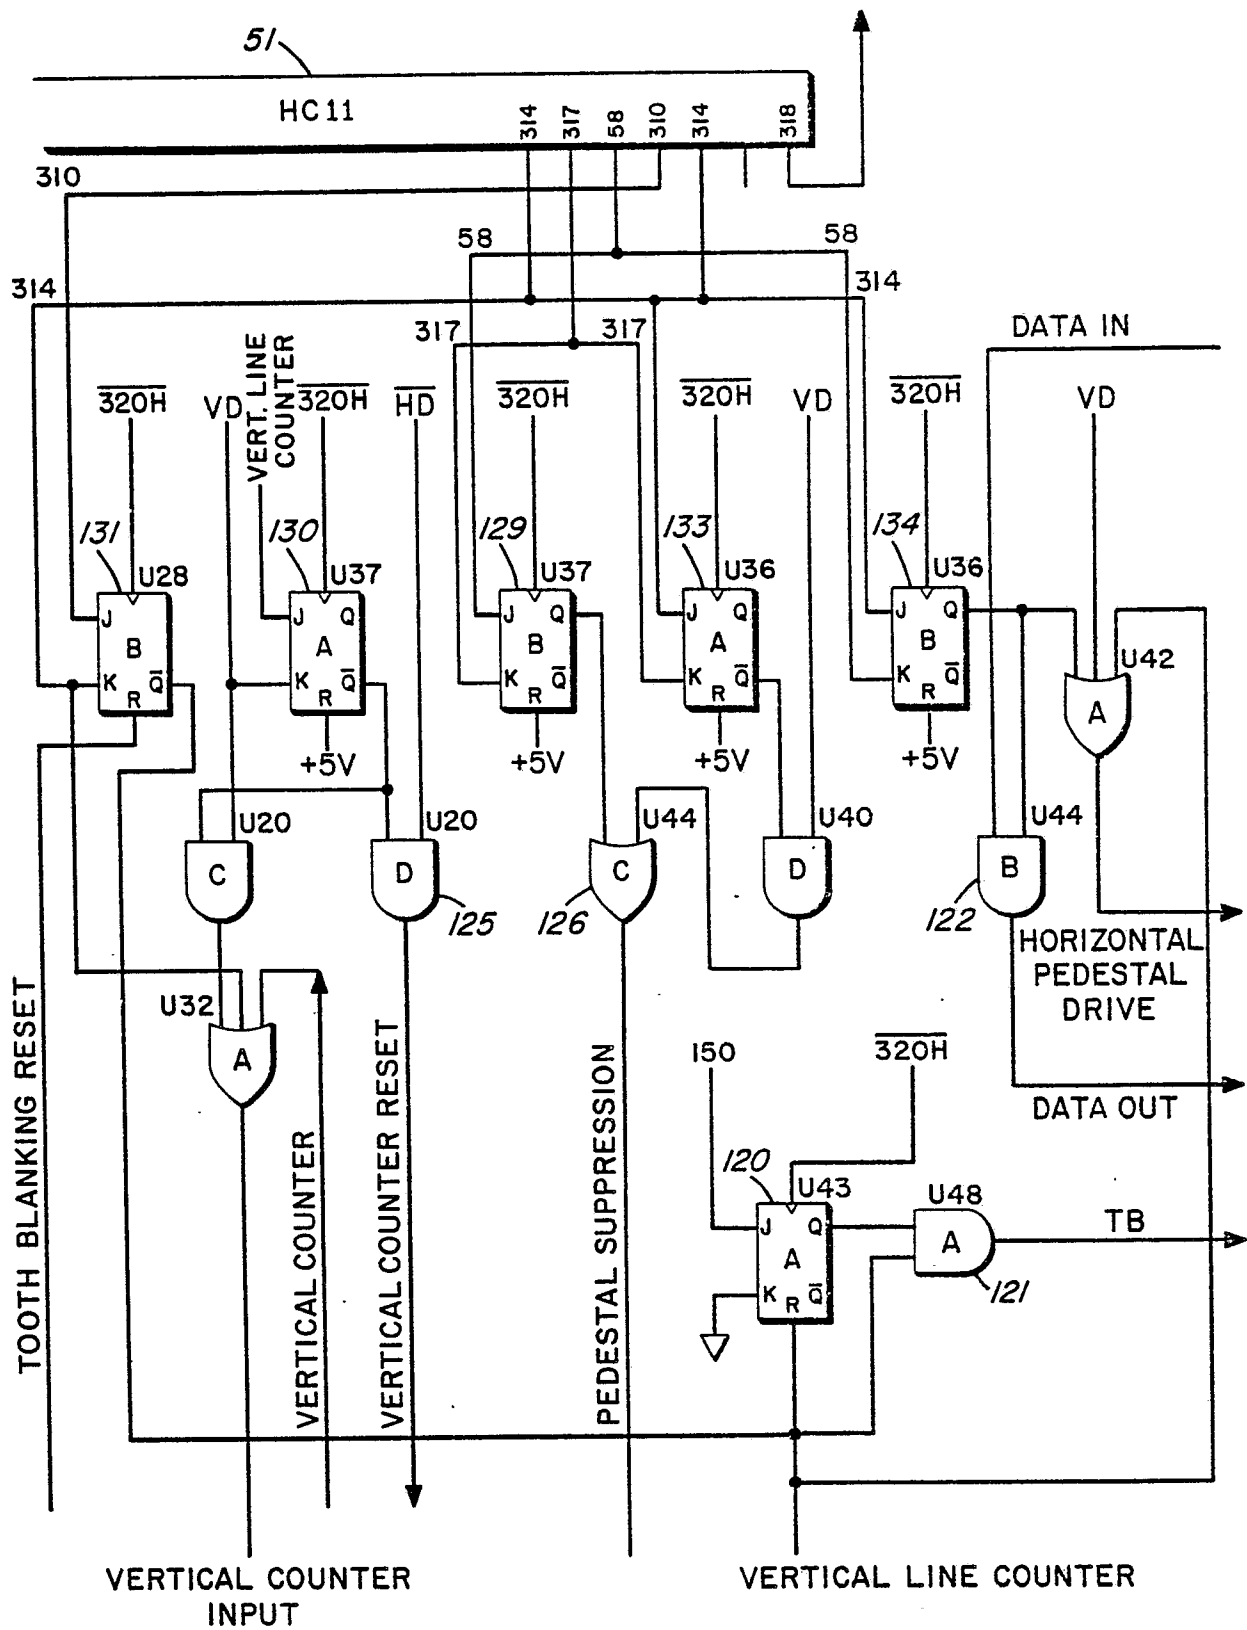 51
HC11
314 317 58 310 314 318
310
58 58
314 314
317 317
DATA IN
VERT. LINE
COUNTER
320H VD 320H HD 320H 320H VD 320H VD
131 130 129 133 134
U28 U37 U37 U36 U36
J J Q J Q J Q J Q
B A B A B
K Q̅ K Q̅ K Q̅ K Q̅ K Q̅
R R R R R
U42
A
+5V +5V +5V +5V
U20 U20 U44 U40 U44
C D C D B
125 126 122
HORIZONTAL
PEDESTAL
DRIVE
U32
A
150 320H
DATA OUT
TOOTH BLANKING RESET
VERTICAL COUNTER
VERTICAL COUNTER RESET
PEDESTAL SUPPRESSION
120
U43 U48
J Q
A A TB
K R Q̅
121
VERTICAL COUNTER
INPUT
VERTICAL LINE COUNTER